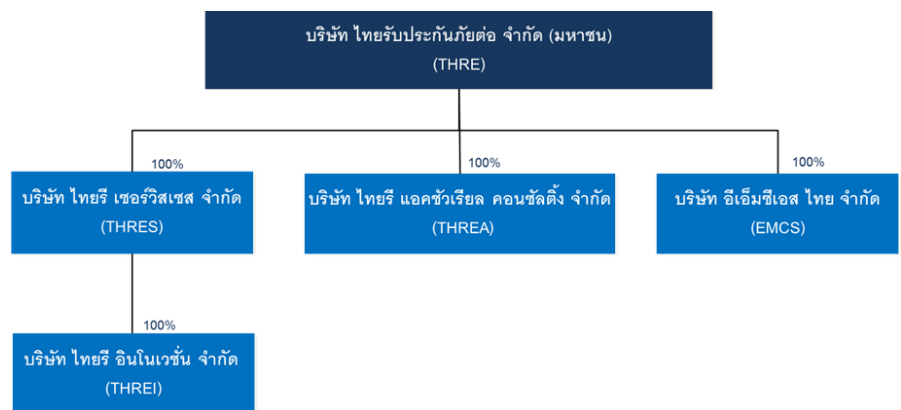 บริษัท ไทยรับประกันภัยต่อ จำกัด (มหาชน)
(THRE)
100%
100%
100%
บริษัท ไทยรี เซอร์วิสเซส จำกัด
(THRES)
บริษัท ไทยรี แอคชัวเรียล คอนซัลติ้ง จำกัด
(THREA)
บริษัท อีเอ็มซีเอส ไทย จำกัด
(EMCS)
100%
บริษัท ไทยรี อินโนเวชั่น จำกัด
(THREI)